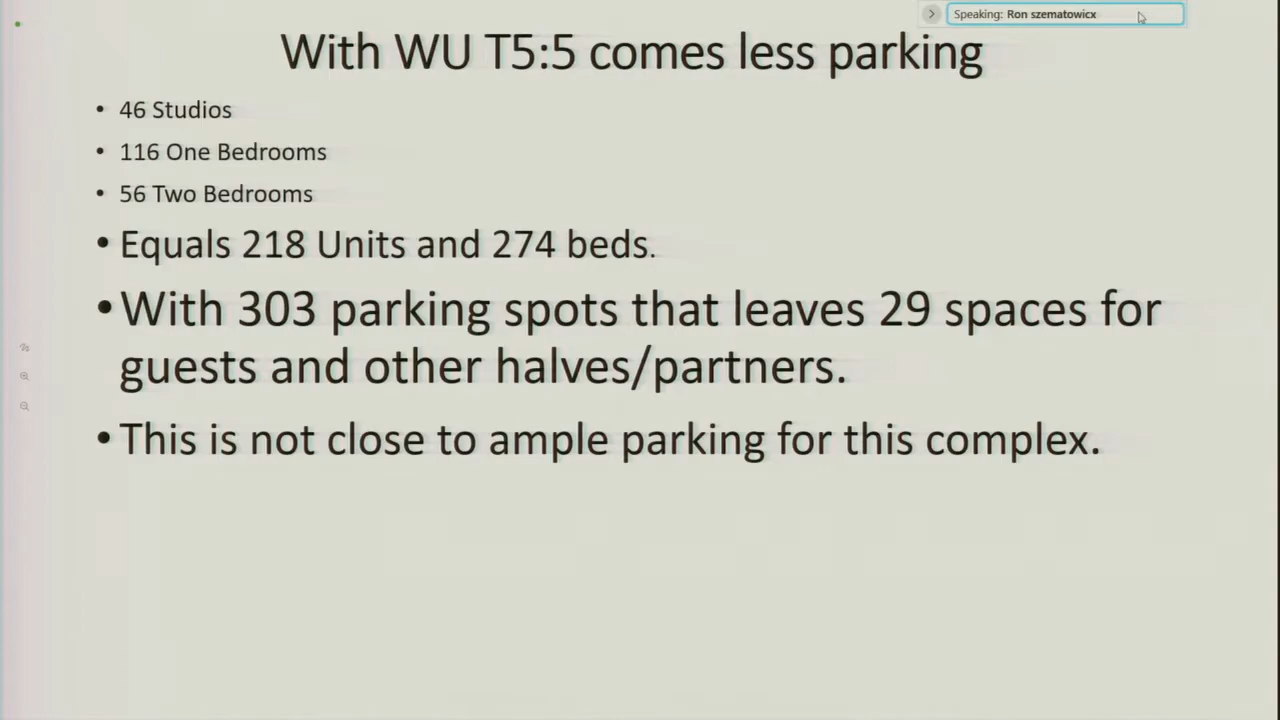 Speaking: Ron szematowicx
With WU T5:5 comes less parking
• 46 Studios
• 116 One Bedrooms
• 56 Two Bedrooms
• Equals 218 Units and 274 beds.
• With 303 parking spots that leaves 29 spaces for
guests and other halves/partners.
• This is not close to ample parking for this complex.